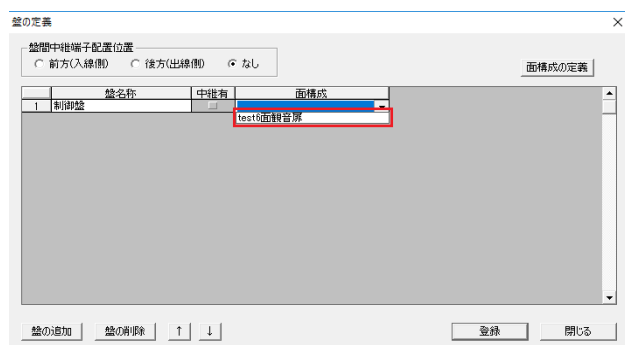 盤の定義
盤間中継端子配置位置
前方(入線側) 後方(出線側) なし
面構成の定義
盤名称 中継有 面構成
1 制御盤
test6面観音扉
盤の追加 盤の削除 ↑ ↓ 登録 閉じる